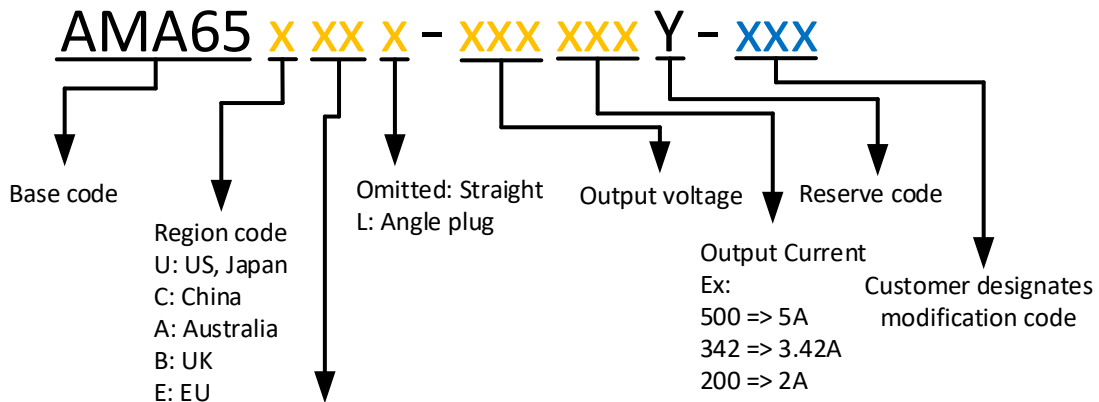 AMA65 x xx x - xxx xxx Y - xxx
Base code
Region code
U: US, Japan
C: China
A: Australia
B: UK
E: EU
Omitted: Straight
L: Angle plug
Output voltage
Output Current
Ex:
500 => 5A
342 => 3.42A
200 => 2A
Reserve code
Customer designates
modification code